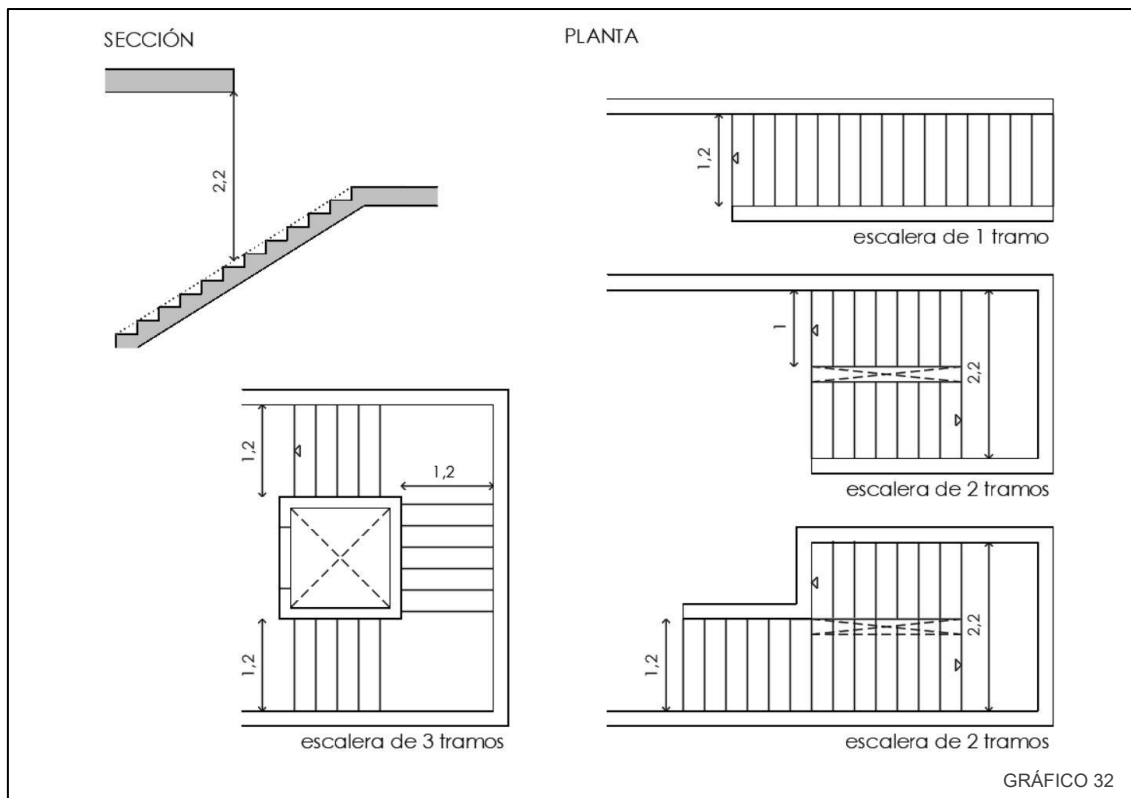 SECCIÓN
2,2
PLANTA
1,2
escalera de 1 tramo
1
2,2
escalera de 2 tramos
1,2
1,2
1,2
escalera de 3 tramos
1,2
2,2
escalera de 2 tramos
GRÁFICO 32